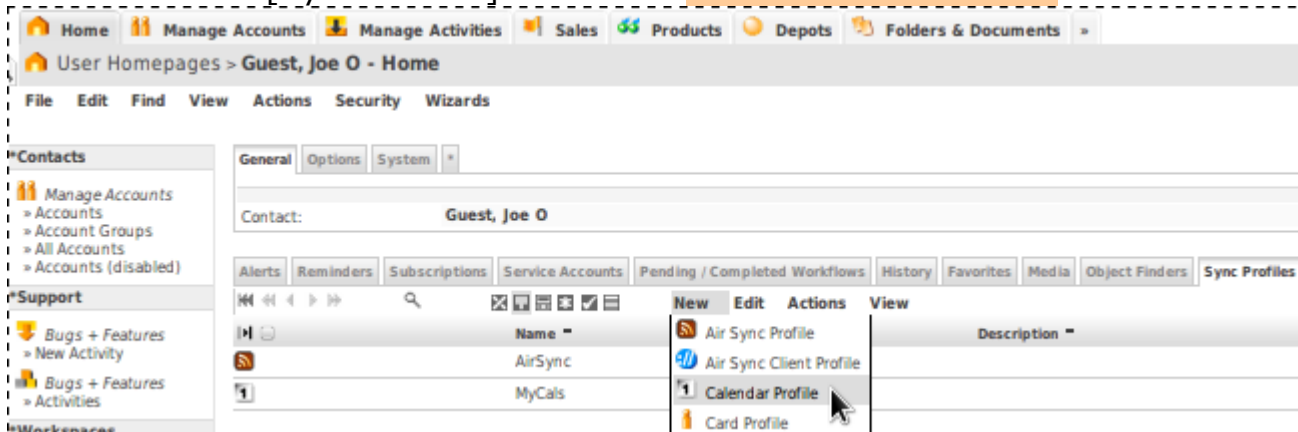 Home Manage Accounts Manage Activities Sales Products Depots Folders & Documents »
User Homepages > Guest, Joe O - Home
File Edit Find View Actions Security Wizards
*Contacts
General Options System *
Manage Accounts
» Accounts
Contact: Guest, Joe O
» Account Groups
» All Accounts
» Accounts (disabled)
Alerts Reminders Subscriptions Service Accounts Pending / Completed Workflows History Favorites Media Object Finders Sync Profiles
*Support
New Edit Actions View
Bugs + Features
» New Activity
Name Description
Air Sync Profile
AirSync
Air Sync Client Profile
Bugs + Features
» Activities
1 MyCals
1 Calendar Profile
Card Profile
*Workspaces